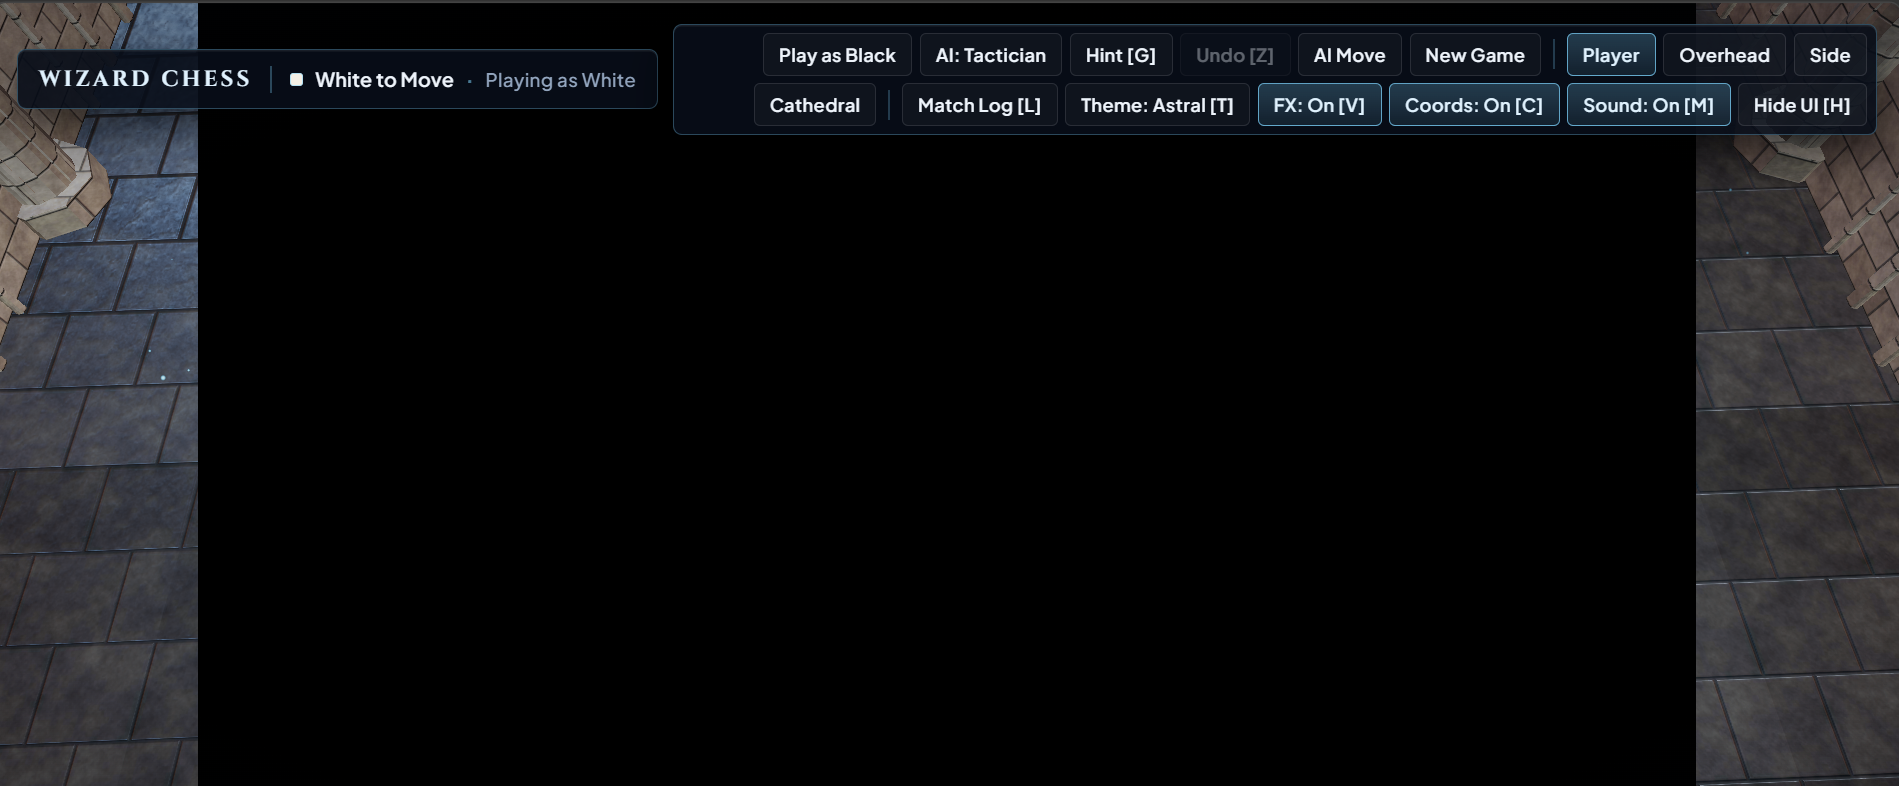 WIZARD CHESS White to Move · Playing as White
Play as Black AI: Tactician Hint [G] Undo [Z] AI Move New Game Player Overhead Side
Cathedral Match Log [L] Theme: Astral [T] FX: On [V] Coords: On [C] Sound: On [M] Hide UI [H]